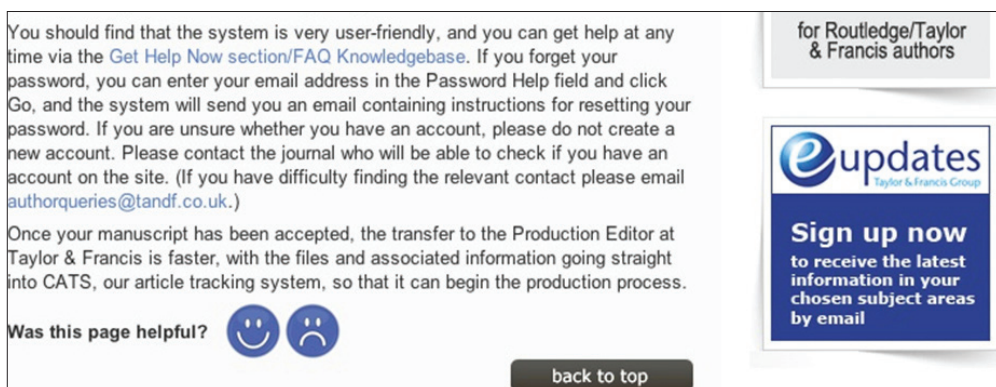 You should find that the system is very user-friendly, and you can get help at any
time via the Get Help Now section/FAQ Knowledgebase. If you forget your
password, you can enter your email address in the Password Help field and click
Go, and the system will send you an email containing instructions for resetting your
password. If you are unsure whether you have an account, please do not create a
new account. Please contact the journal who will be able to check if you have an
account on the site. (If you have difficulty finding the relevant contact please email
authorqueries@tandf.co.uk.)
Once your manuscript has been accepted, the transfer to the Production Editor at
Taylor & Francis is faster, with the files and associated information going straight
into CATS, our article tracking system, so that it can begin the production process.
Was this page helpful?
back to top
for Routledge/Taylor
& Francis authors
eupdates
Taylor & Francis Group
Sign up now
to receive the latest
information in your
chosen subject areas
by email